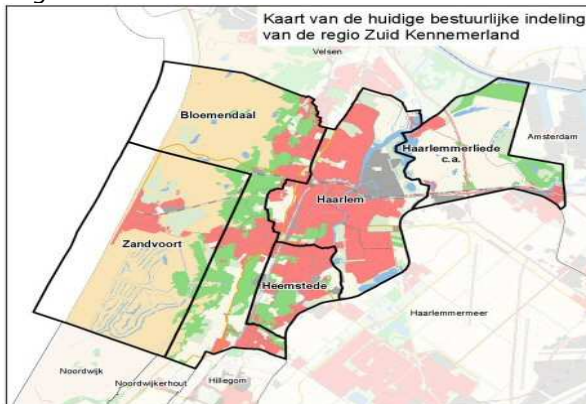 Kaart van de huidige bestuurlijke indeling
van de regio Zuid Kennemerland
Velsen
Bloemendaal
Amsterdam
Haarlemmerliede
c.a.
Haarlem
Zandvoort
Heemstede
Haarlemmermeer
Noordwijk
Noordwijkerhout
Hillegom